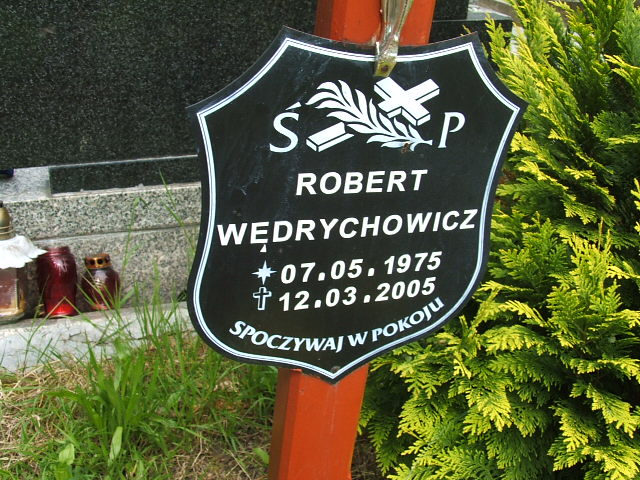 Ś P
ROBERT
WĘDRYCHOWICZ
07.05.1975
12.03.2005
SPOCZYWAJ W POKOJU